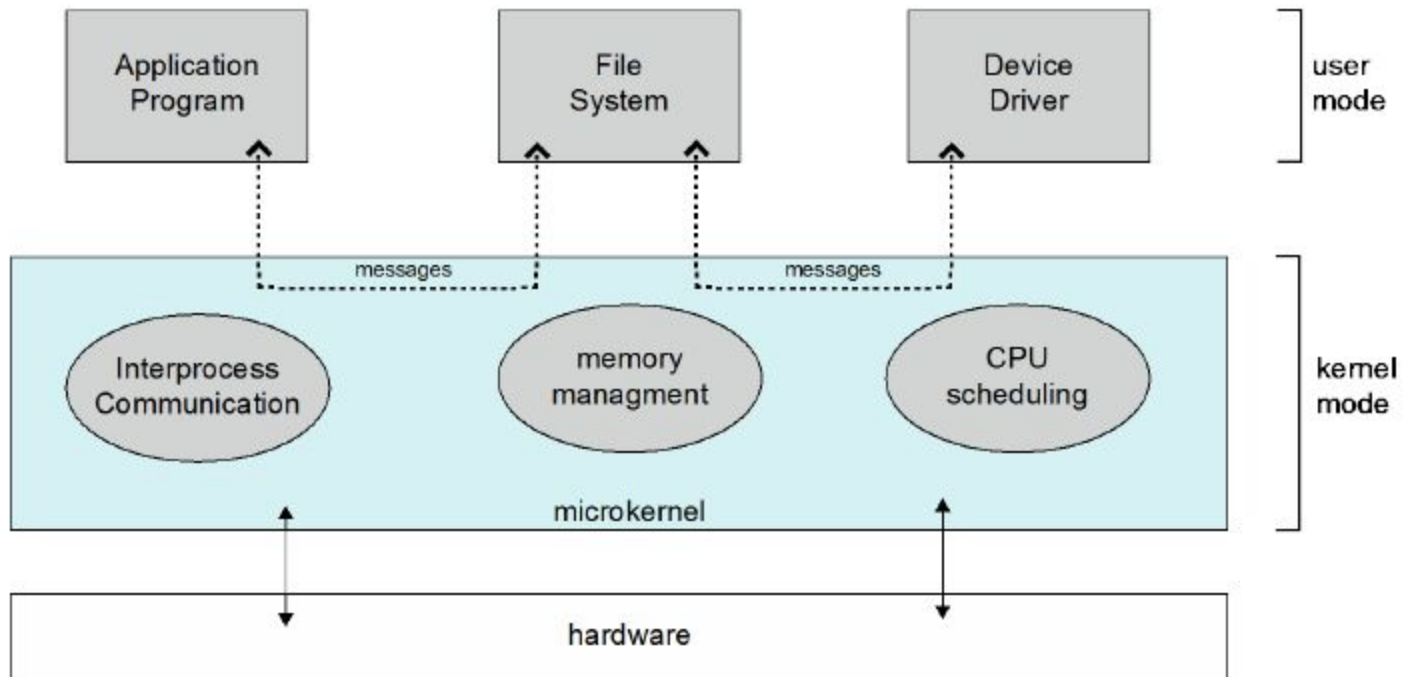 Application
Program
File
System
Device
Driver
user
mode
messages
messages
Interprocess
Communication
memory
managment
CPU
scheduling
kernel
mode
microkernel
hardware